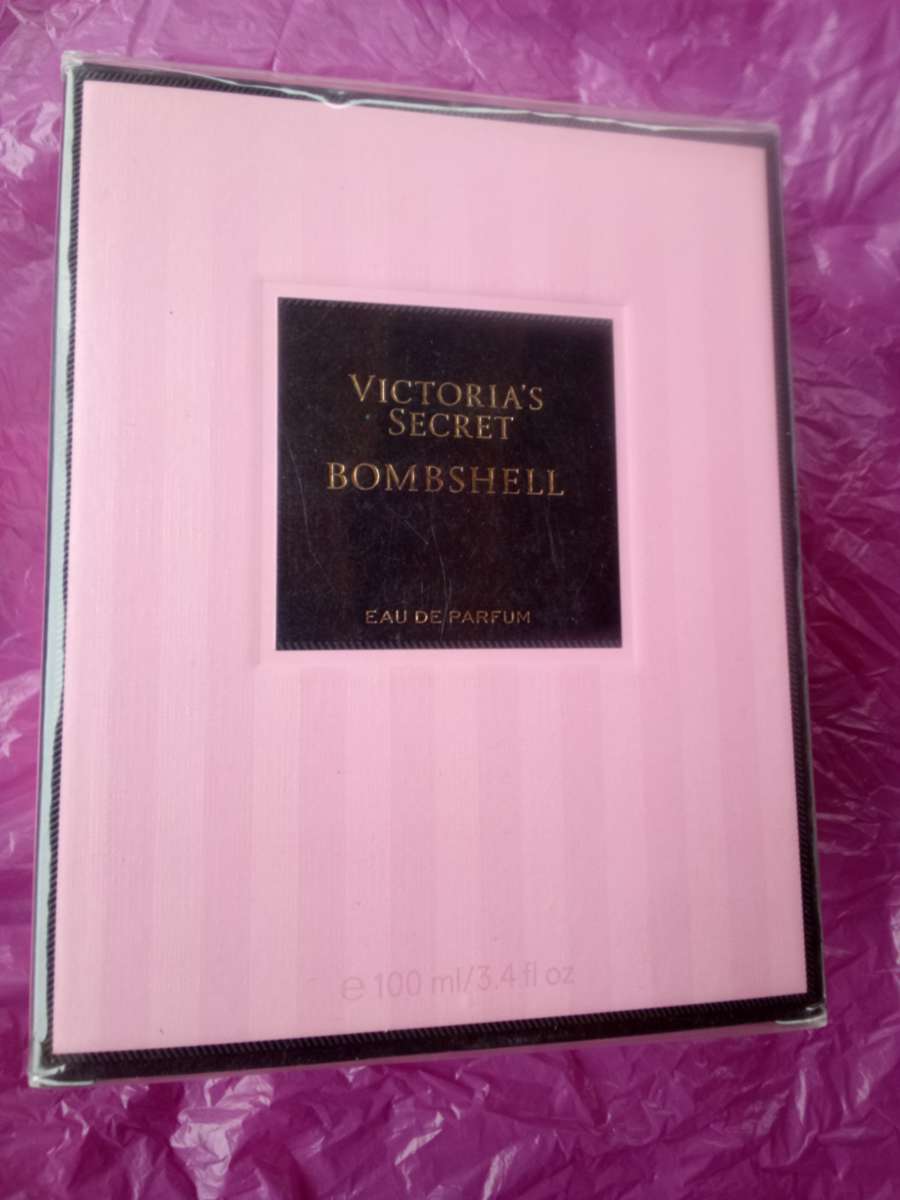 VICTORIA'S
SECRET
BOMBSHELL
EAU DE PARFUM
℮ 100 ml/3.4 fl oz